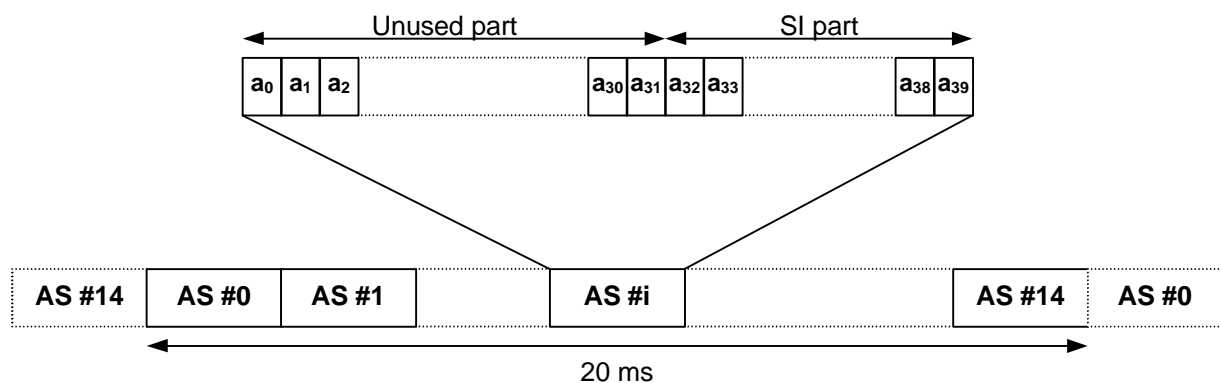 Unused part SI part
a0 a1 a2 a30 a31 a32 a33 a38 a39
AS #14 AS #0 AS #1 AS #i AS #14 AS #0
20 ms